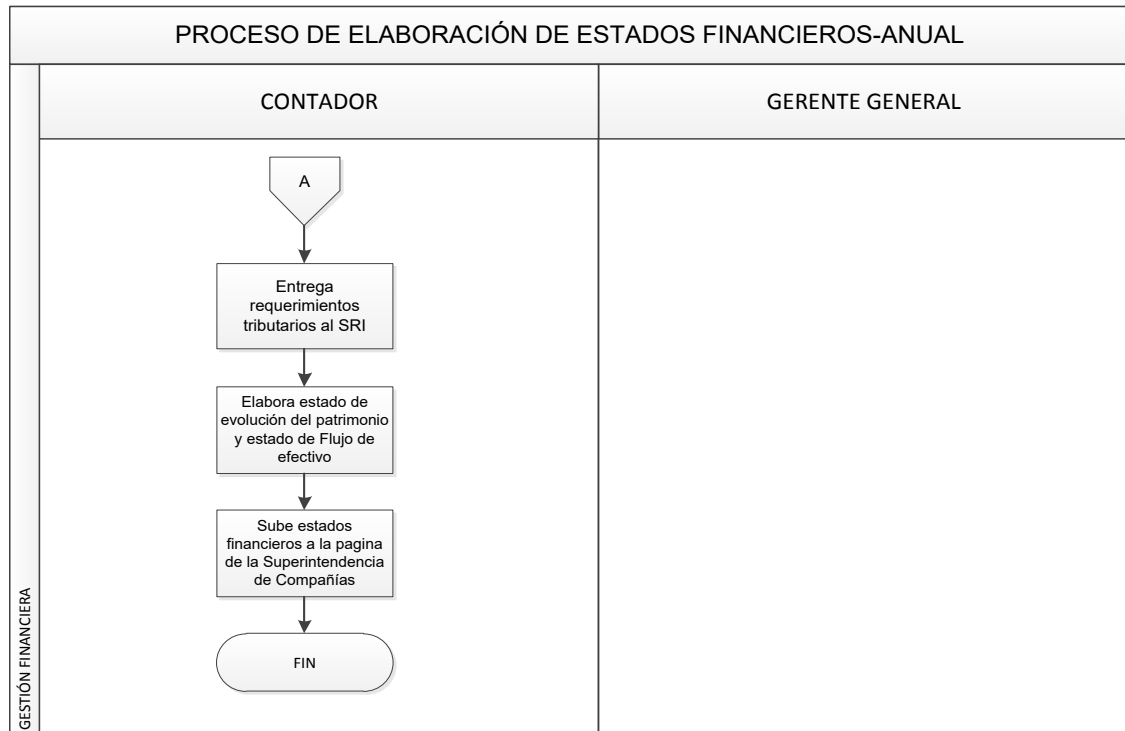 PROCESO DE ELABORACIÓN DE ESTADOS FINANCIEROS-ANUAL
CONTADOR
GERENTE GENERAL
GESTIÓN FINANCIERA
A
Entrega
requerimientos
tributarios al SRI
Elabora estado de
evolución del patrimonio
y estado de Flujo de
efectivo
Sube estados
financieros a la pagina
de la Superintendencia
de Compañías
FIN